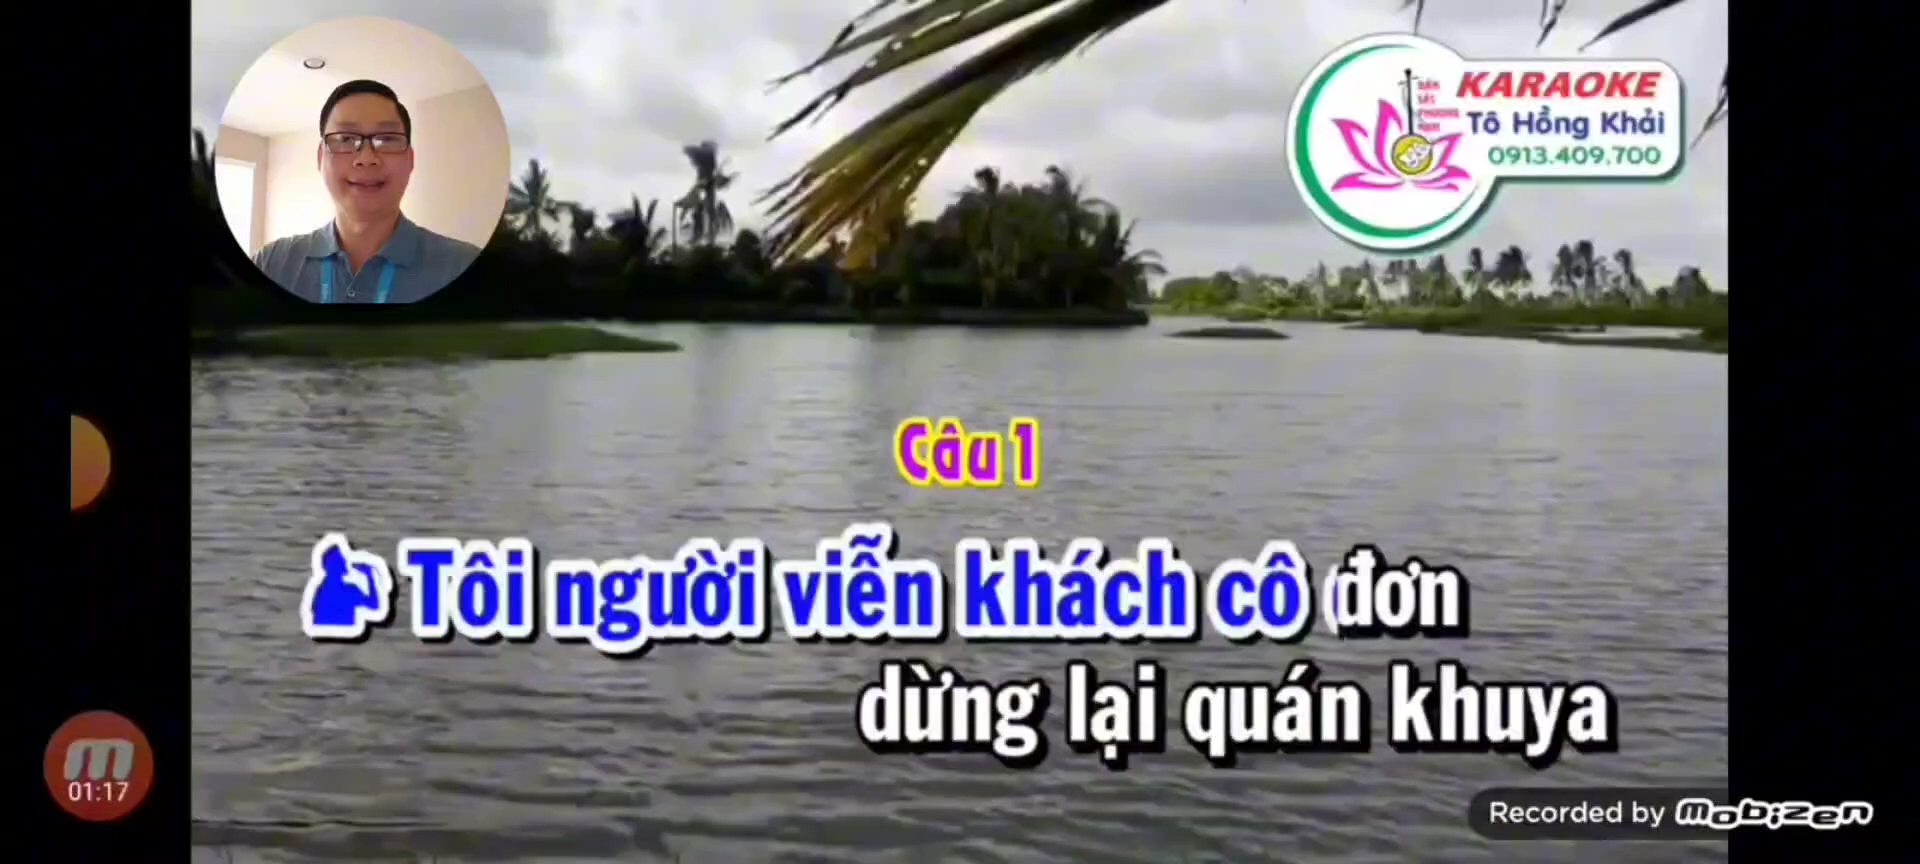 KARAOKE
Tô Hồng Khải
0913.409.700
Câu 1
Tôi người viễn khách cô đơn
dừng lại quán khuya
01:17
Recorded by mobizen